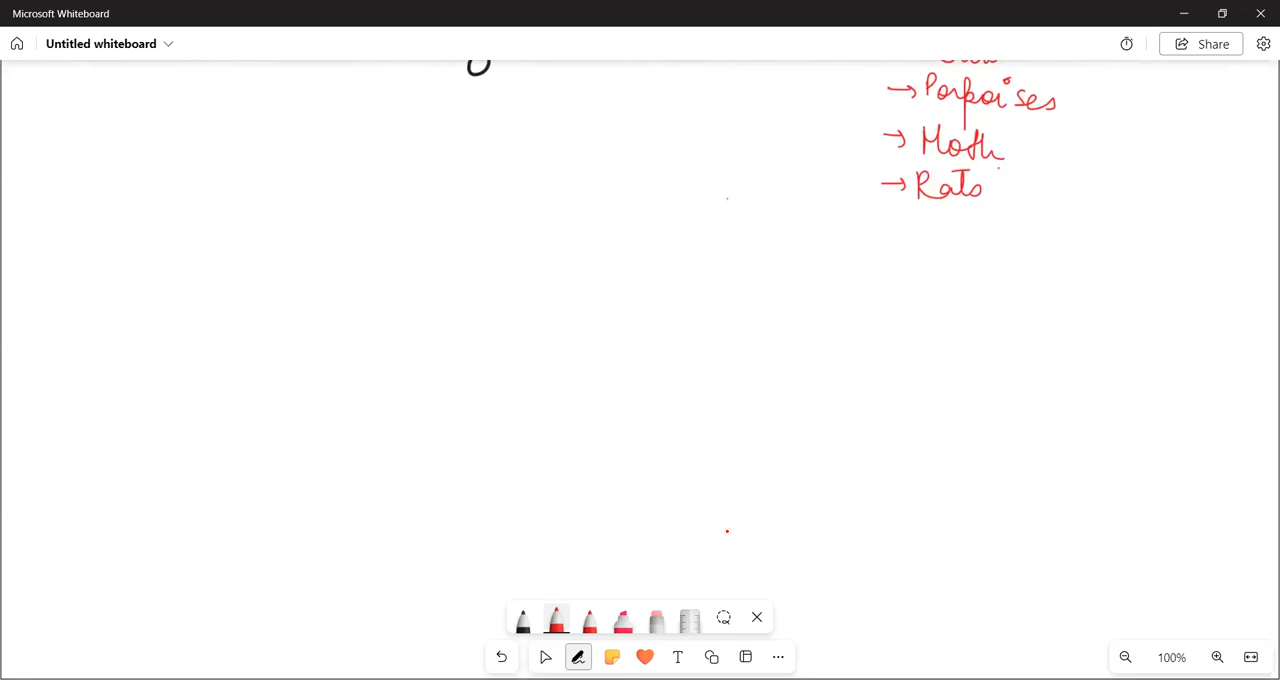 Microsoft Whiteboard
Untitled whiteboard
Share
→ Porpoises
→ Moth
→ Rats
100%